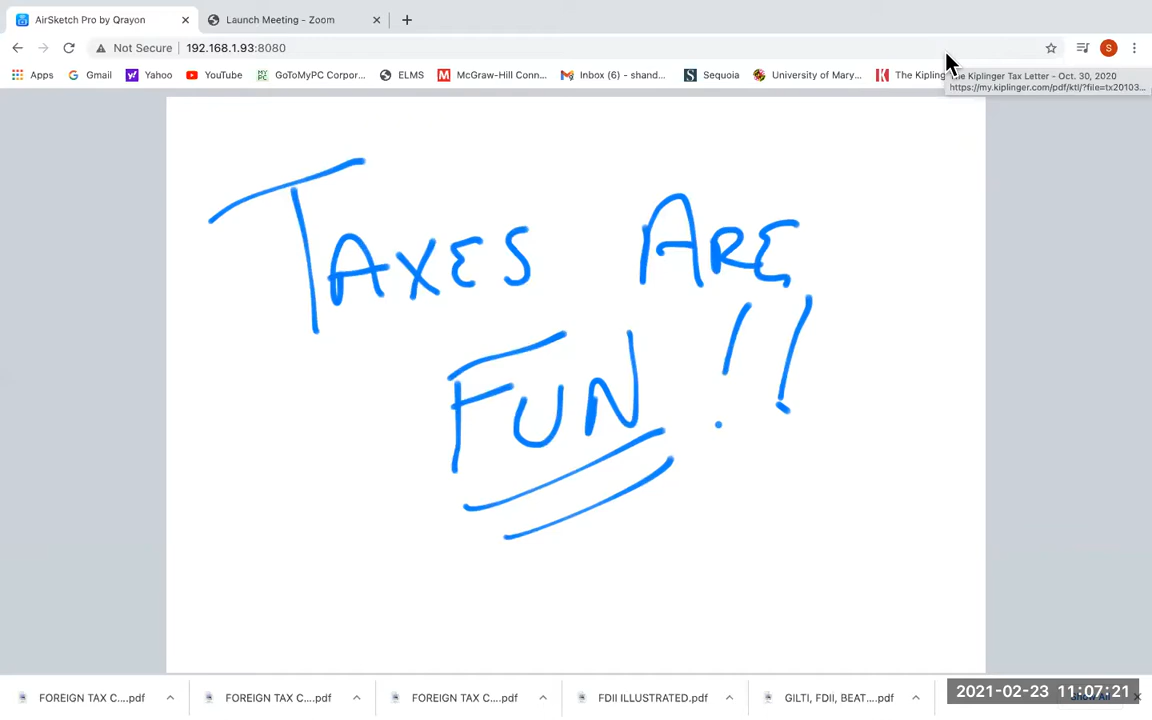 AirSketch Pro by Qrayon
Launch Meeting - Zoom
Not Secure
192.168.1.93:8080
Apps
Gmail
Yahoo
YouTube
GoToMyPC Corpor...
ELMS
McGraw-Hill Conn...
Inbox (6) - shand...
Sequoia
University of Mary...
The Kipling
The Kiplinger Tax Letter - Oct. 30, 2020
https://my.kiplinger.com/pdf/ktl/?file=tx20103...
TAXES ARE
FUN!!
FOREIGN TAX C....pdf
FOREIGN TAX C....pdf
FOREIGN TAX C....pdf
FDII ILLUSTRATED.pdf
GILTI, FDII, BEAT....pdf
Show All
2021-02-23 11:07:21